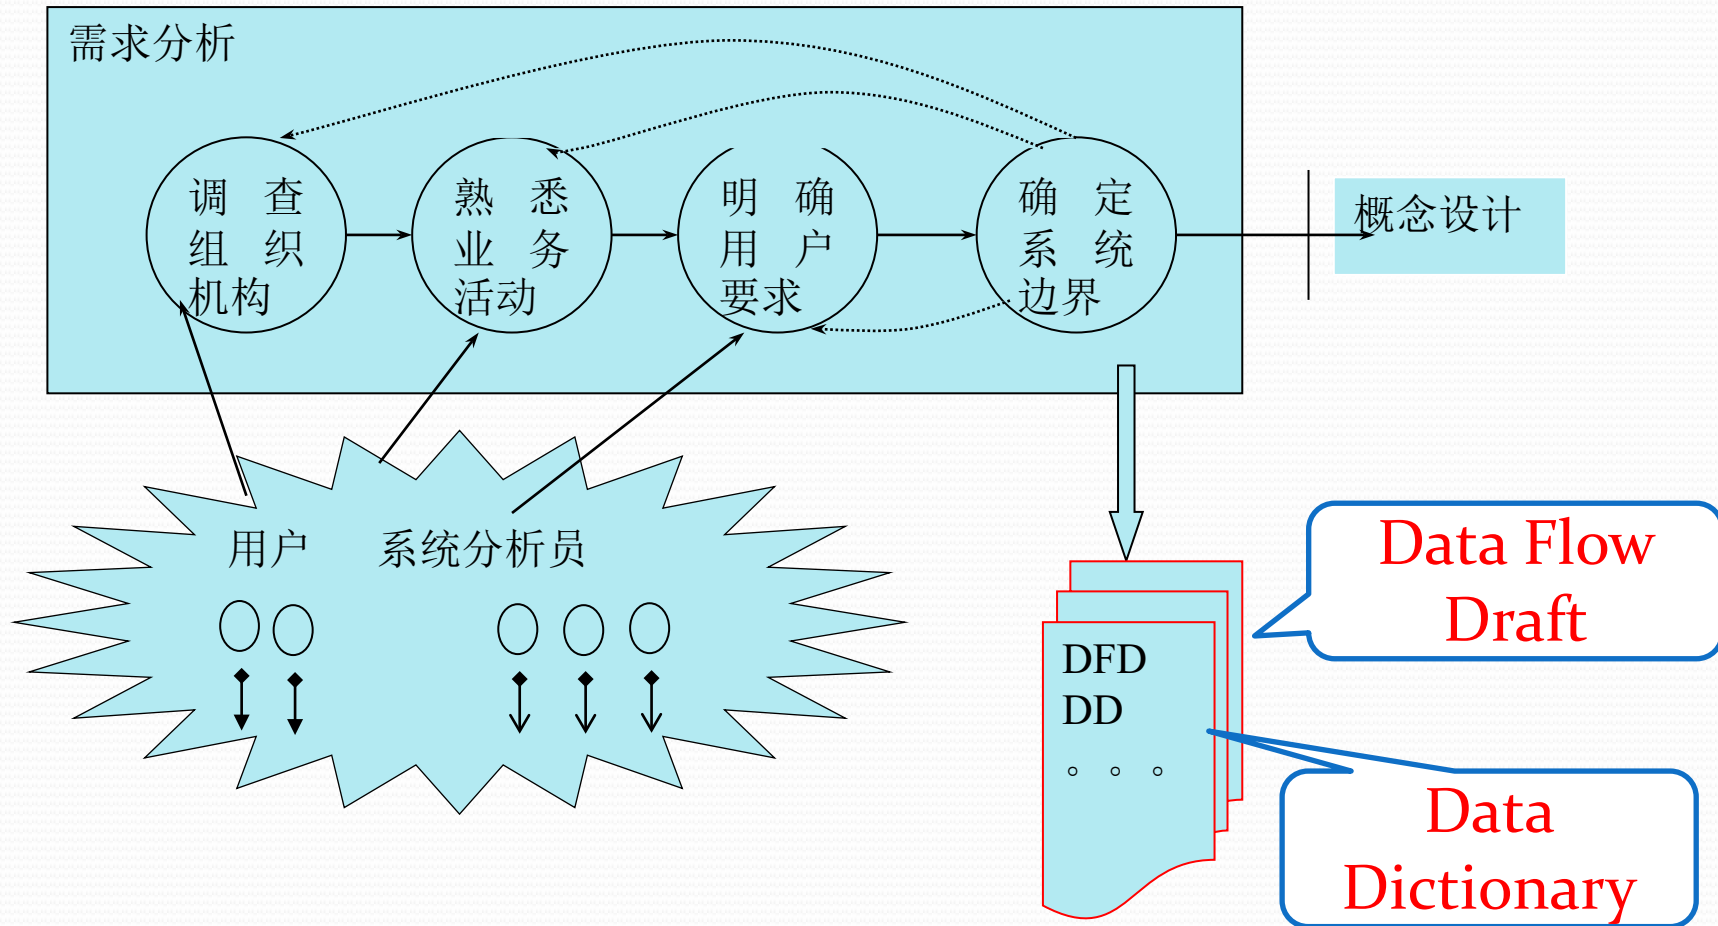 需求分析
调 查
组 织
机构
熟 悉
业 务
活动
明 确
用 户
要求
确 定
系 统
边界
概念设计
用户 系统分析员
Data Flow
Draft
DFD
DD
。。。
Data
Dictionary